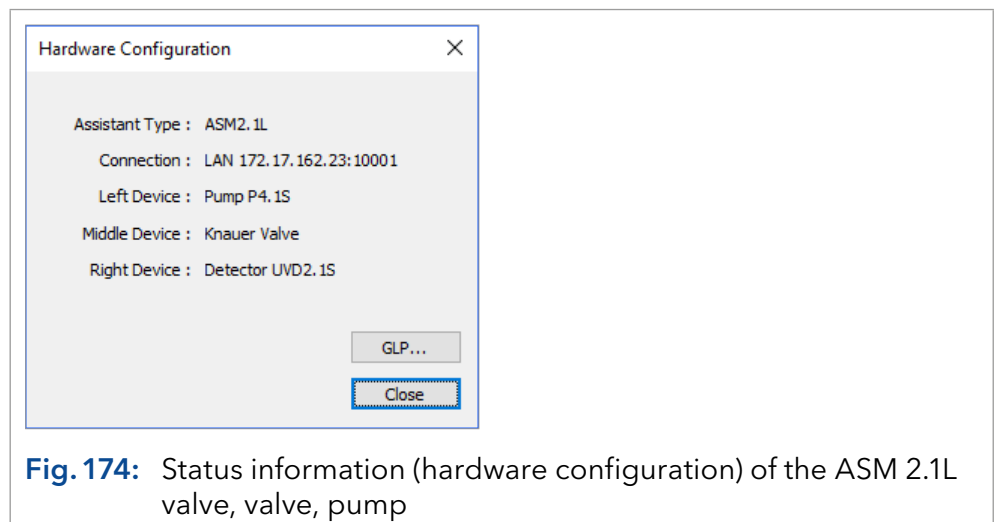 Hardware Configuration
Assistant Type : ASM2.1L
Connection : LAN 172.17.162.23:10001
Left Device : Pump P4.1S
Middle Device : Knauer Valve
Right Device : Detector UVD2.1S
GLP...
Close
Fig. 174: Status information (hardware configuration) of the ASM 2.1L
valve, valve, pump